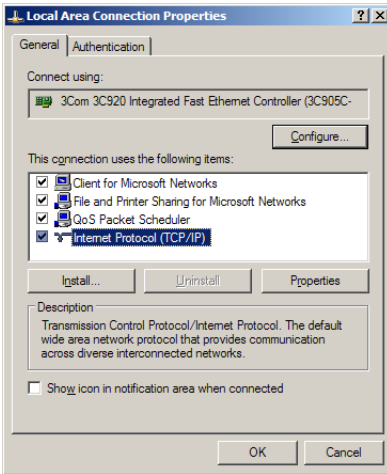 Local Area Connection Properties
General
Authentication
Connect using:
3Com 3C920 Integrated Fast Ethernet Controller (3C905C-
Configure...
This connection uses the following items:
Client for Microsoft Networks
File and Printer Sharing for Microsoft Networks
QoS Packet Scheduler
Internet Protocol (TCP/IP)
Install...
Uninstall
Properties
Description
Transmission Control Protocol/Internet Protocol. The default
wide area network protocol that provides communication
across diverse interconnected networks.
Show icon in notification area when connected
OK
Cancel